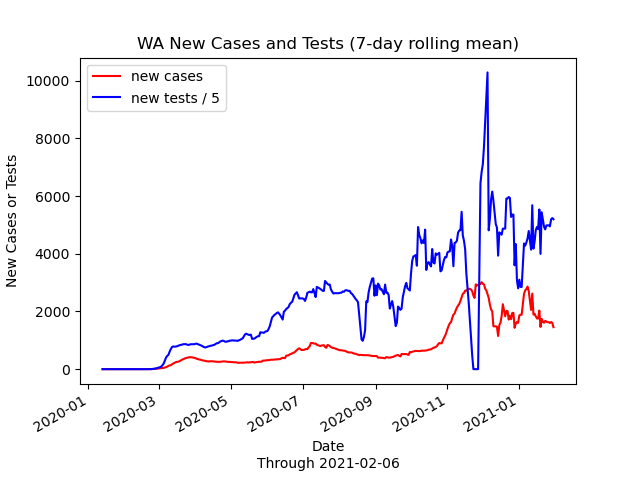 WA New Cases and Tests (7-day rolling mean)
new cases
new tests / 5
New Cases or Tests
10000
8000
6000
4000
2000
0
2020-01
2020-03
2020-05
2020-07
2020-09
2020-11
2021-01
Date
Through 2021-02-06